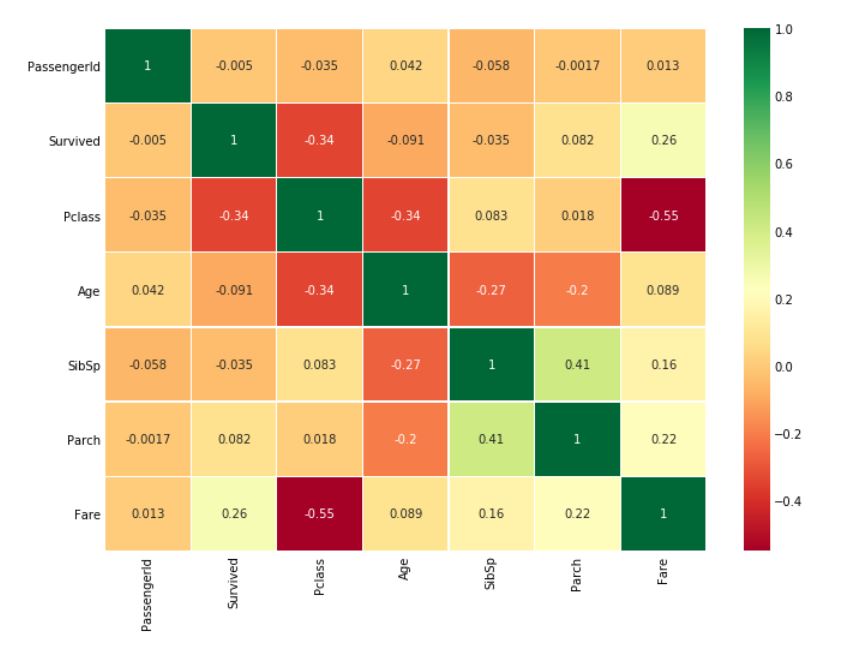 PassengerId 1 -0.005 -0.035 0.042 -0.058 -0.0017 0.013
Survived -0.005 1 -0.34 -0.091 -0.035 0.082 0.26
Pclass -0.035 -0.34 1 -0.34 0.083 0.018 -0.55
Age 0.042 -0.091 -0.34 1 -0.27 -0.2 0.089
SibSp -0.058 -0.035 0.083 -0.27 1 0.41 0.16
Parch -0.0017 0.082 0.018 -0.2 0.41 1 0.22
Fare 0.013 0.26 -0.55 0.089 0.16 0.22 1
PassengerId Survived Pclass Age SibSp Parch Fare
1.0
0.8
0.6
0.4
0.2
0.0
−0.2
−0.4